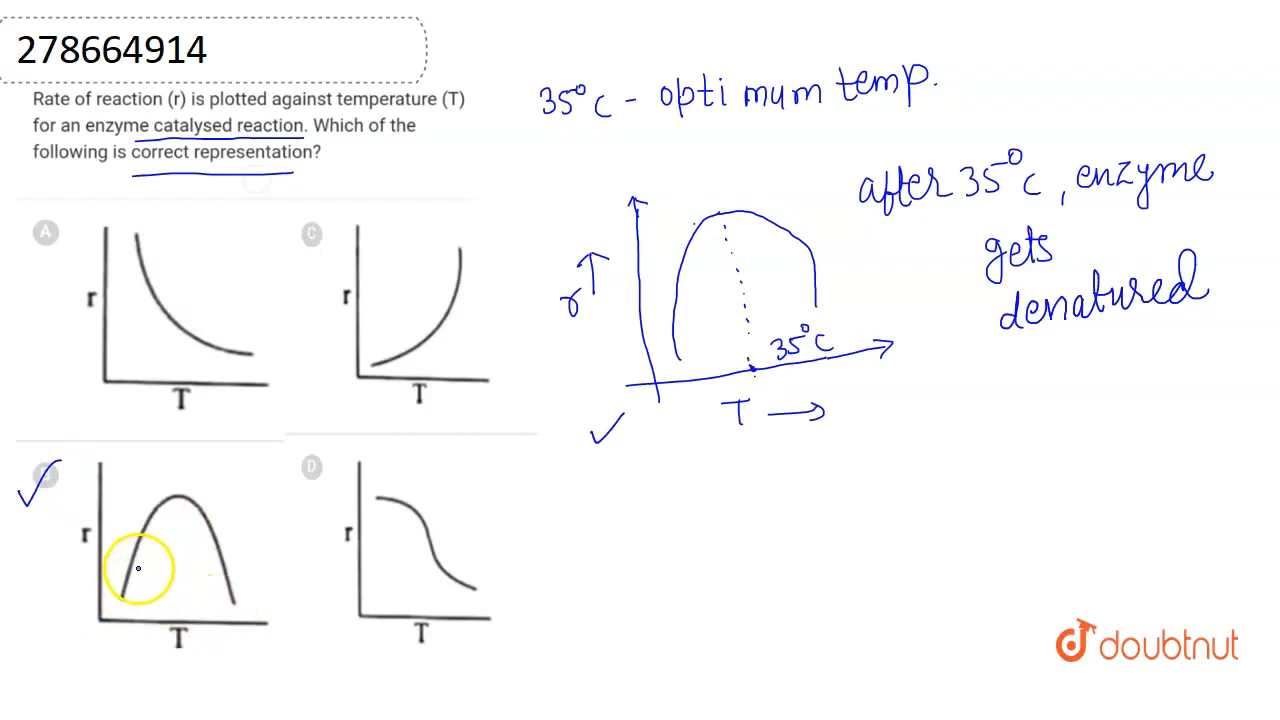 278664914
Rate of reaction (r) is plotted against temperature (T)
for an enzyme catalysed reaction. Which of the
following is correct representation?
A
r
T
C
r
T
B
r
T
D
r
T
35°C - optimum temp.
after 35°C, enzyme
gets
denatured
r
35°C
T
doubtnut